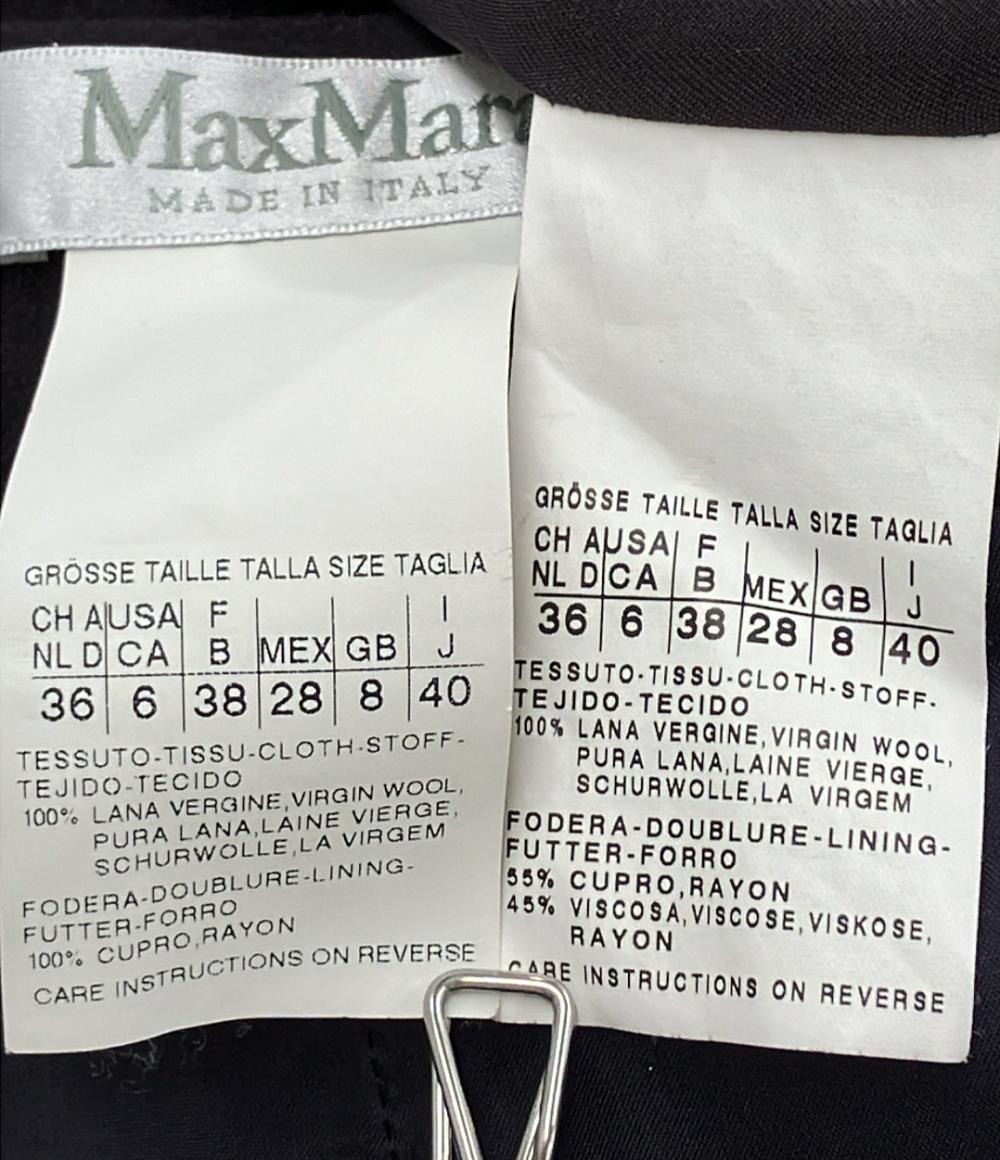 MaxMara
MADE IN ITALY
GRÖSSE TAILLE TALLA SIZE TAGLIA
CH A USA F I
NL D CA B MEX GB J
36 6 38 28 8 40
TESSUTO-TISSU-CLOTH-STOFF-
TEJIDO-TECIDO
100% LANA VERGINE,VIRGIN WOOL,
PURA LANA,LAINE VIERGE,
SCHURWOLLE,LA VIRGEM
FODERA-DOUBLURE-LINING-
FUTTER-FORRO
100% CUPRO,RAYON
CARE INSTRUCTIONS ON REVERSE
GRÖSSE TAILLE TALLA SIZE TAGLIA
CH A USA F I
NL D CA B MEX GB J
36 6 38 28 8 40
TESSUTO-TISSU-CLOTH-STOFF-
TEJIDO-TECIDO
100% LANA VERGINE,VIRGIN WOOL,
PURA LANA,LAINE VIERGE,
SCHURWOLLE,LA VIRGEM
FODERA-DOUBLURE-LINING-
FUTTER-FORRO
55% CUPRO,RAYON
45% VISCOSA,VISCOSE,VISKOSE,
RAYON
CARE INSTRUCTIONS ON REVERSE